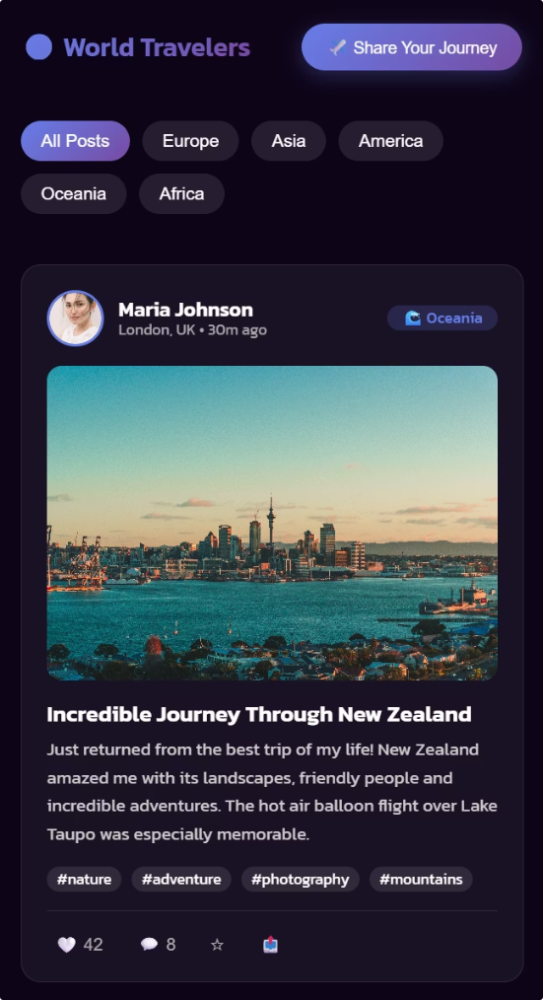 World Travelers
Share Your Journey
All Posts
Europe
Asia
America
Oceania
Africa
Maria Johnson
London, UK • 30m ago
Oceania
Incredible Journey Through New Zealand
Just returned from the best trip of my life! New Zealand
amazed me with its landscapes, friendly people and
incredible adventures. The hot air balloon flight over Lake
Taupo was especially memorable.
#nature #adventure #photography #mountains
42
8